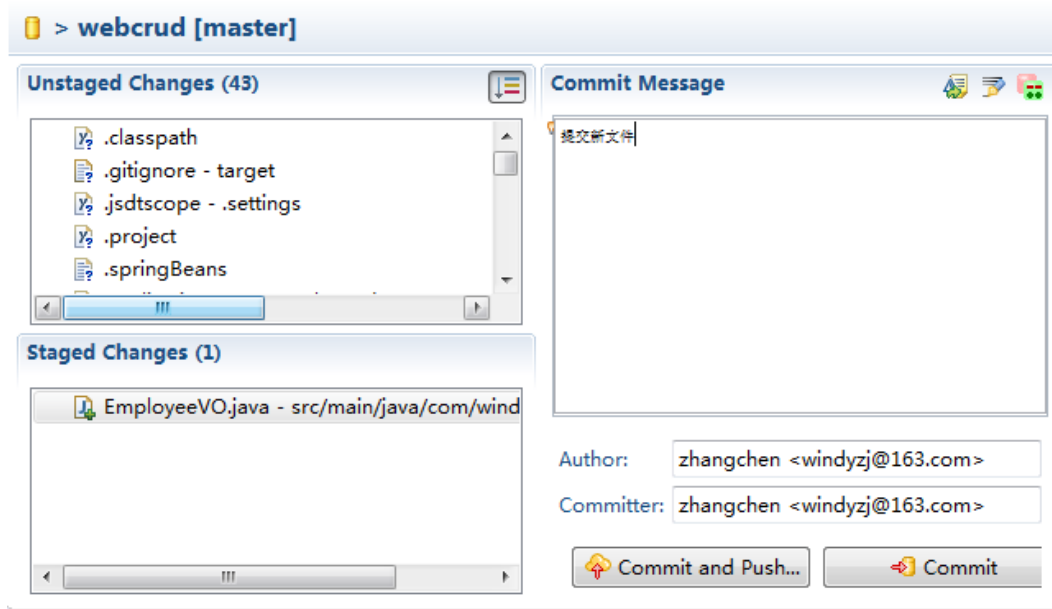 > webcrud [master]
Unstaged Changes (43)
.classpath
.gitignore - target
.jsdtscope - .settings
.project
.springBeans
Staged Changes (1)
EmployeeVO.java - src/main/java/com/wind
Commit Message
提交新文件
Author: zhangchen <windyzj@163.com>
Committer: zhangchen <windyzj@163.com>
Commit and Push...
Commit